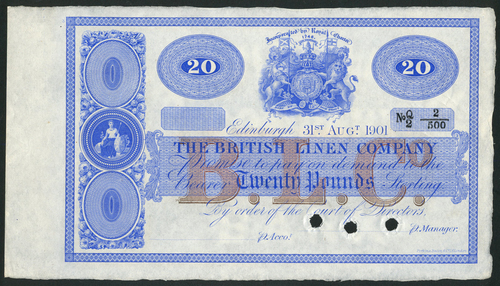 Incorporated by Royal Charter
1746
20
20
Edinburgh 31ST AUGT. 1901
No Q/2 2/500
THE BRITISH LINEN COMPANY
Promise to pay on demand to the
Bearer Twenty Pounds Sterling
B.L.Co.
By order of the Court of Directors.
P. Acct.
P. Manager.